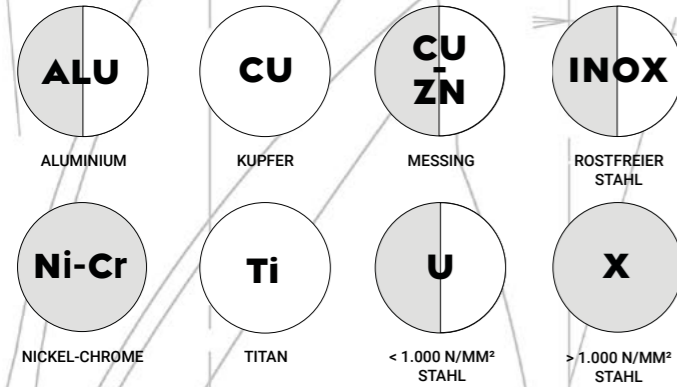 ALU
CU
CU
-
ZN
INOX
ALUMINIUM
KUPFER
MESSING
ROSTFREIER
STAHL
Ni-Cr
Ti
U
X
NICKEL-CHROME
TITAN
< 1.000 N/MM²
STAHL
> 1.000 N/MM²
STAHL